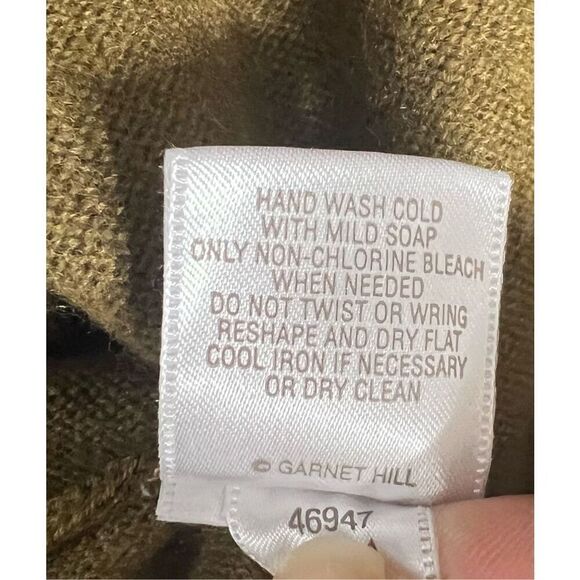 HAND WASH COLD
WITH MILD SOAP
ONLY NON-CHLORINE BLEACH
WHEN NEEDED
DO NOT TWIST OR WRING
RESHAPE AND DRY FLAT
COOL IRON IF NECESSARY
OR DRY CLEAN
© GARNET HILL
46947